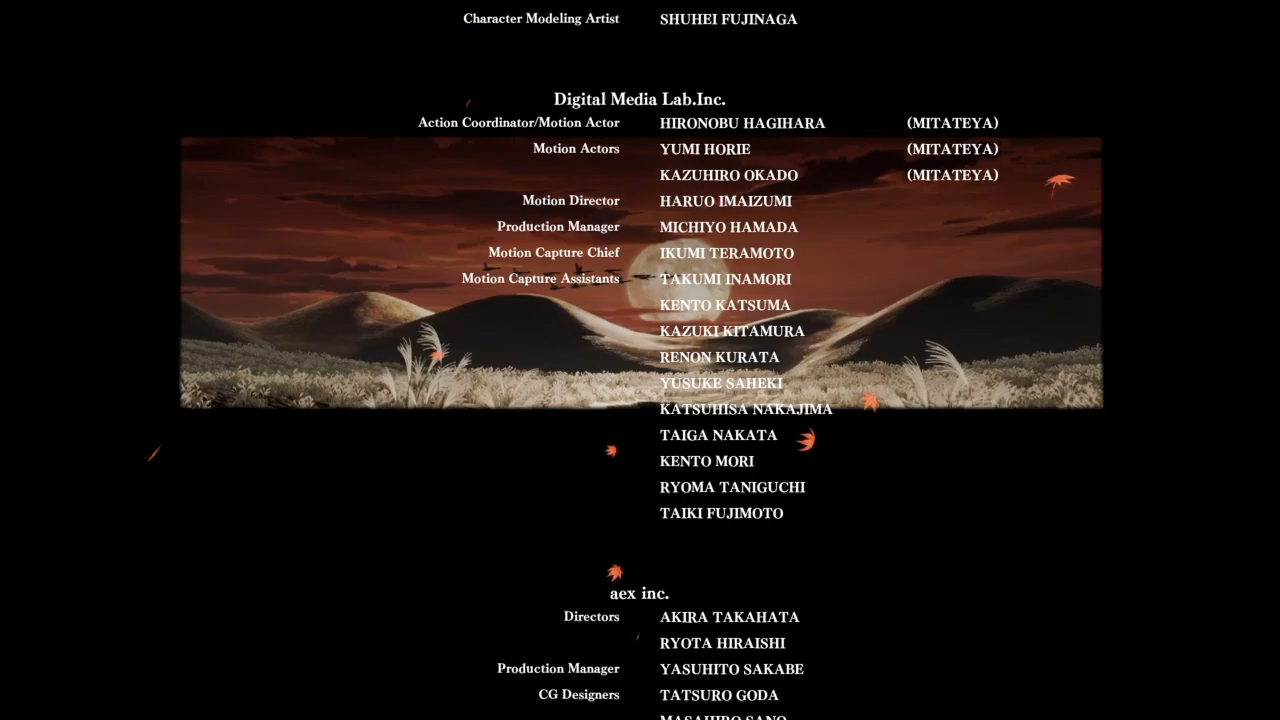 Character Modeling Artist SHUHEI FUJINAGA
Digital Media Lab.Inc.
Action Coordinator/Motion Actor HIRONOBU HAGIHARA (MITATEYA)
Motion Actors YUMI HORIE (MITATEYA)
KAZUHIRO OKADO (MITATEYA)
Motion Director HARUO IMAIZUMI
Production Manager MICHIYO HAMADA
Motion Capture Chief IKUMI TERAMOTO
Motion Capture Assistants TAKUMI INAMORI
KENTO KATSUMA
KAZUKI KITAMURA
RENON KURATA
YUSUKE SAHEKI
KATSUHISA NAKAJIMA
TAIGA NAKATA
KENTO MORI
RYOMA TANIGUCHI
TAIKI FUJIMOTO
aex inc.
Directors AKIRA TAKAHATA
RYOTA HIRAISHI
Production Manager YASUHITO SAKABE
CG Designers TATSURO GODA
MASAHIRO SANO